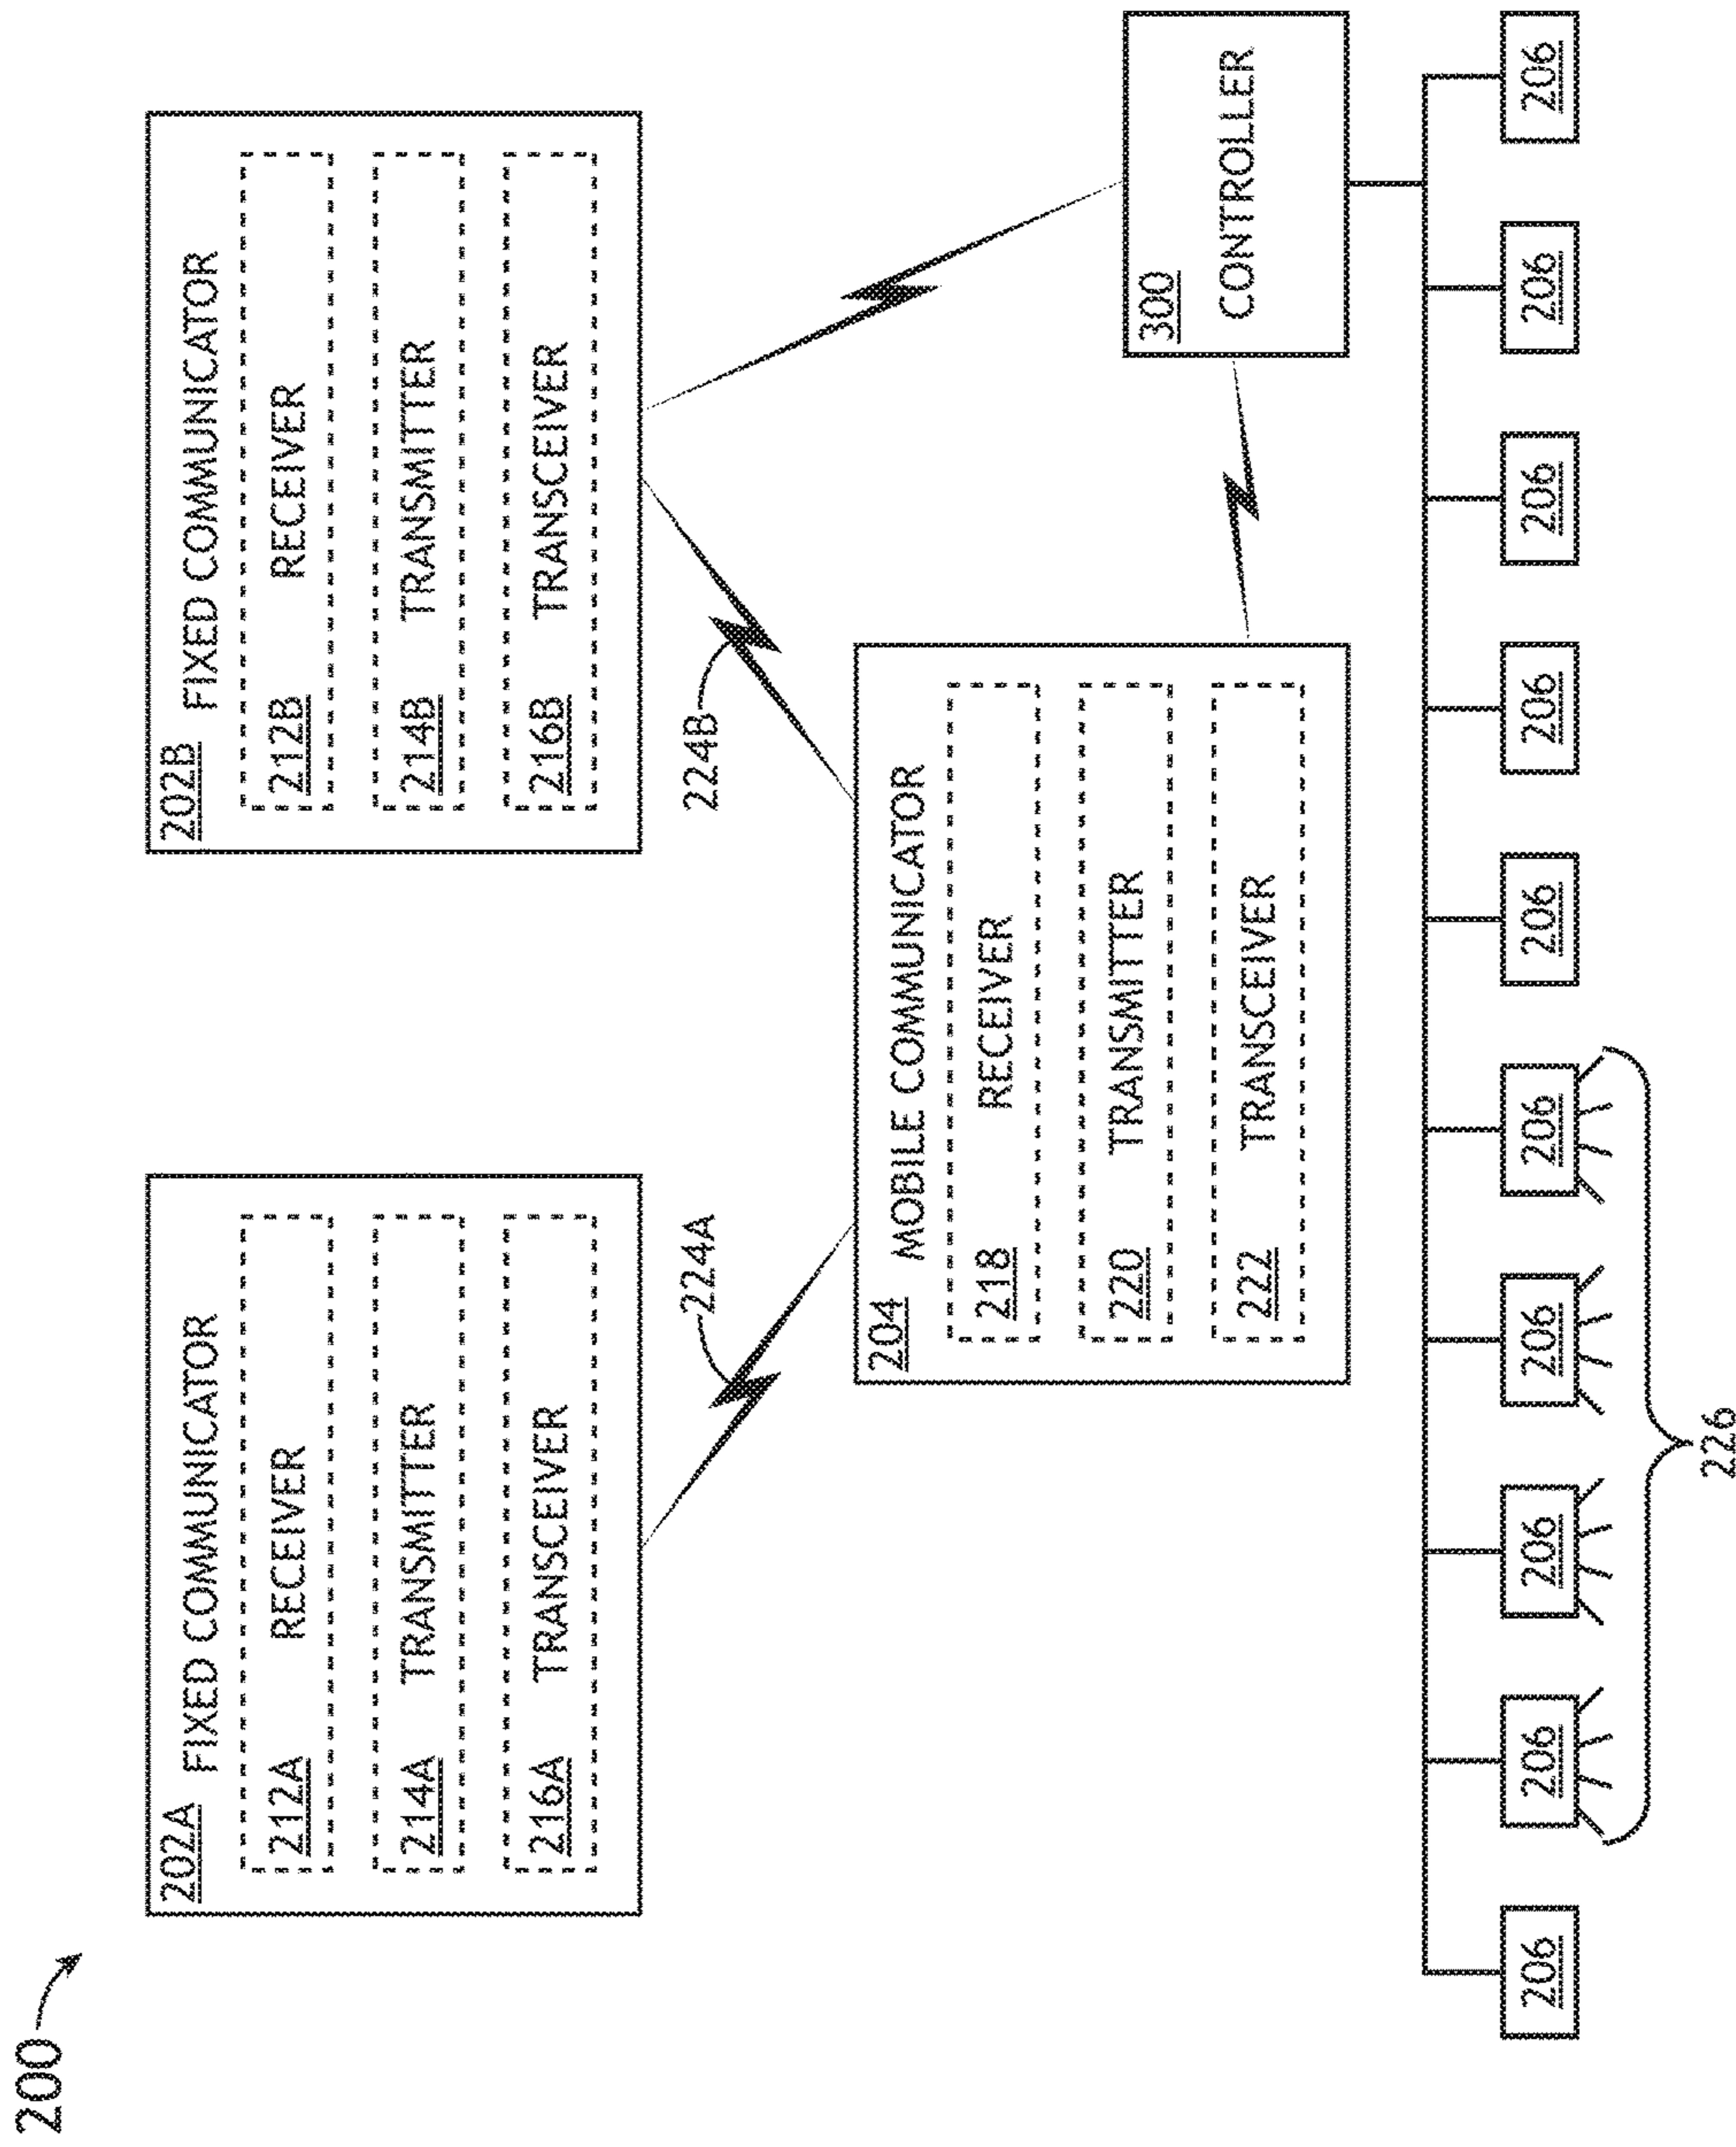 200
202A
FIXED COMMUNICATOR
212A RECEIVER
214A TRANSMITTER
216A TRANSCEIVER
202B
FIXED COMMUNICATOR
212B RECEIVER
214B TRANSMITTER
216B TRANSCEIVER
224A
224B
204
MOBILE COMMUNICATOR
218 RECEIVER
220 TRANSMITTER
222 TRANSCEIVER
300
CONTROLLER
206
206
206
206
206
206
206
206
206
206
226